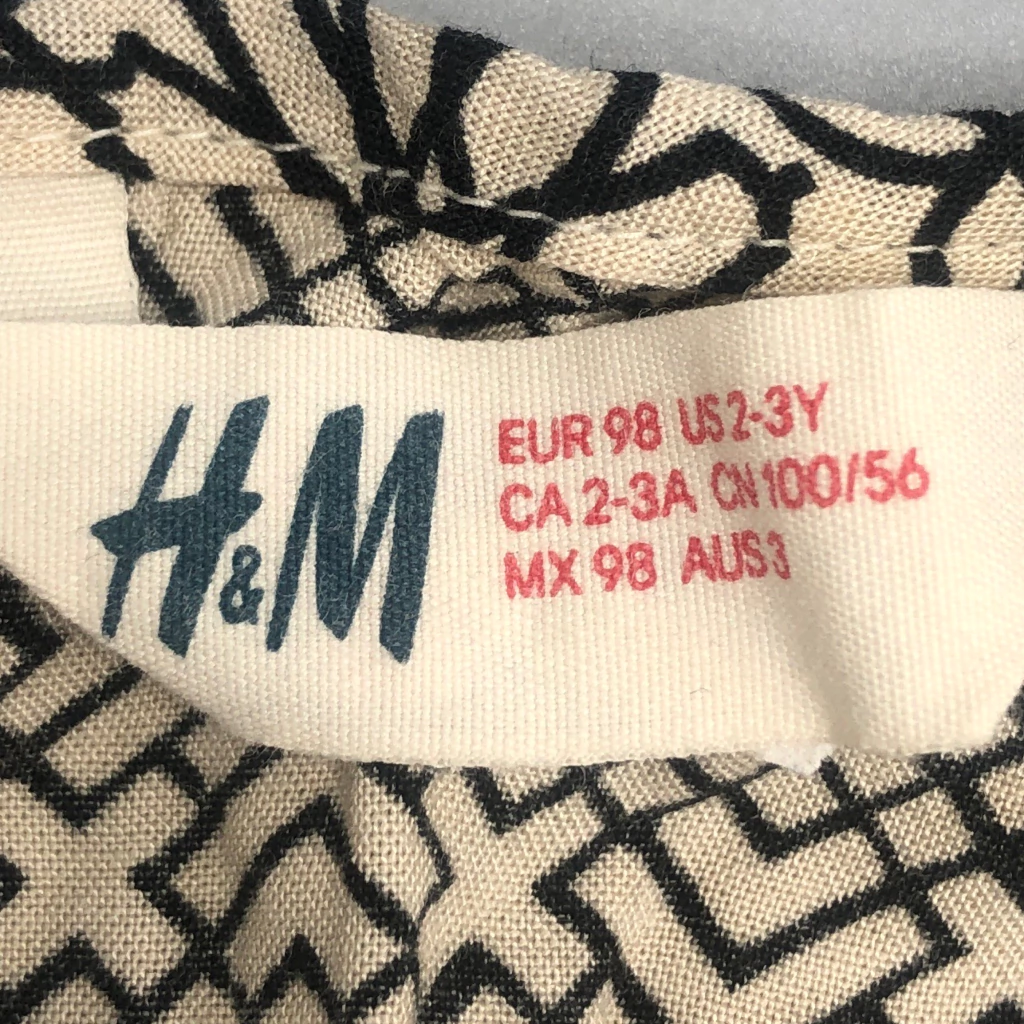 H&M
EUR 98 US 2-3Y
CA 2-3A CN 100/56
MX 98 AUS 3